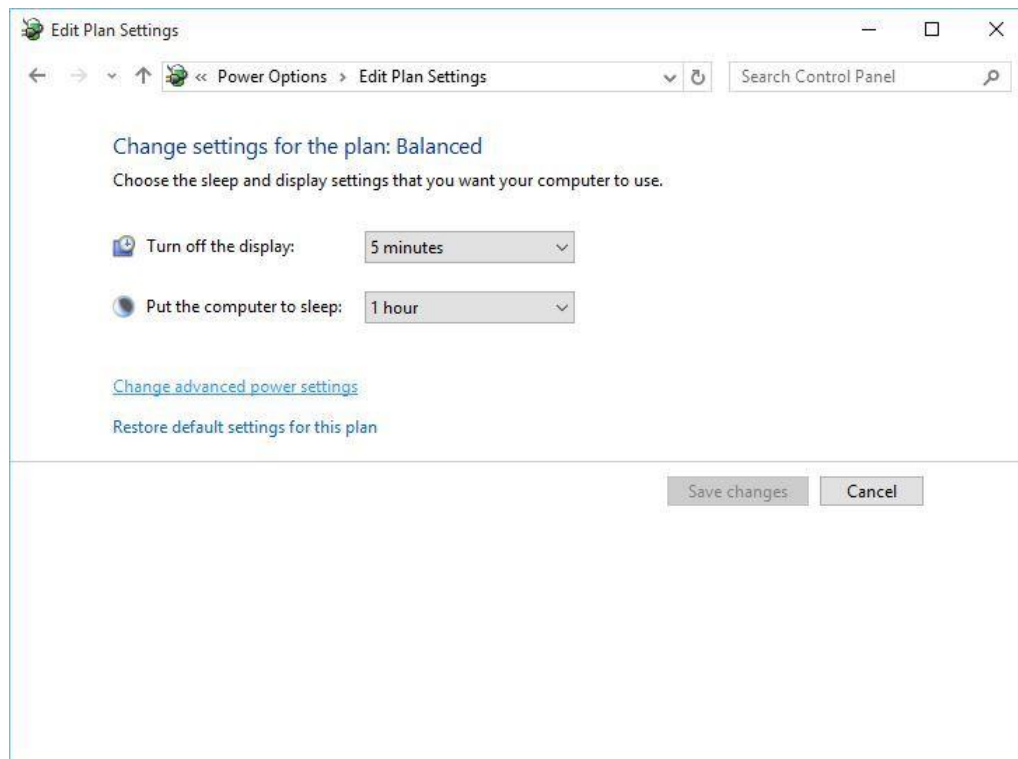 Edit Plan Settings
« Power Options › Edit Plan Settings
Search Control Panel
Change settings for the plan: Balanced
Choose the sleep and display settings that you want your computer to use.
Turn off the display: 5 minutes
Put the computer to sleep: 1 hour
Change advanced power settings
Restore default settings for this plan
Save changes Cancel